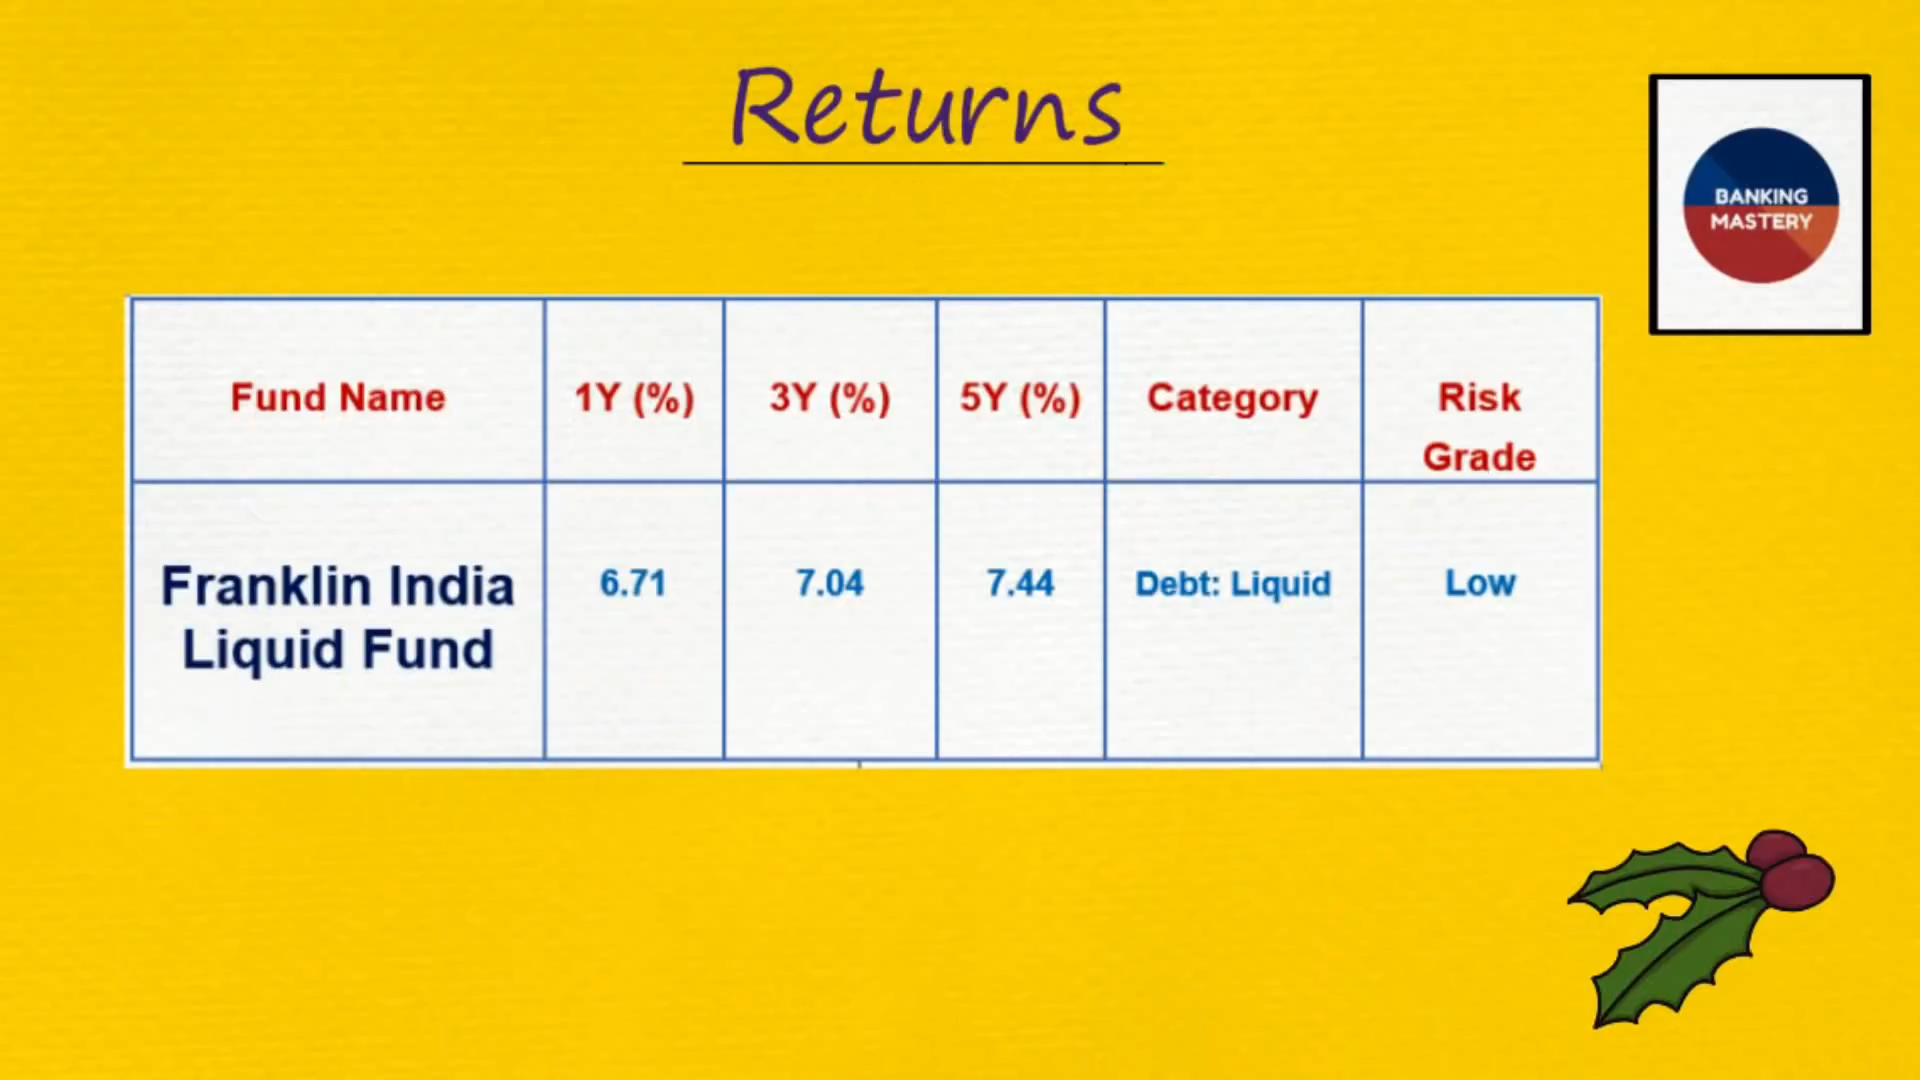 Returns
BANKING
MASTERY
Fund Name 1Y (%) 3Y (%) 5Y (%) Category Risk
Grade
Franklin India 6.71 7.04 7.44 Debt: Liquid Low
Liquid Fund